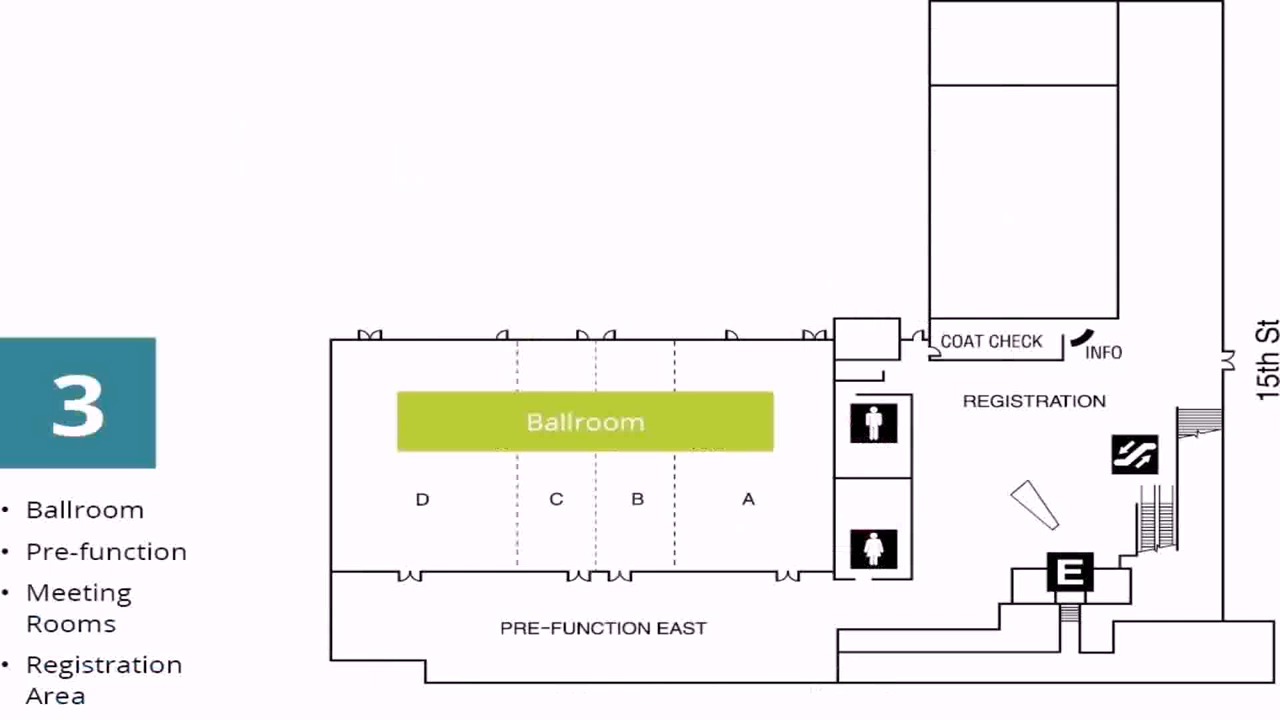 3
• Ballroom
• Pre-function
• Meeting
Rooms
• Registration
Area
Ballroom
D C B A
PRE-FUNCTION EAST
COAT CHECK
INFO
REGISTRATION
E
15th St